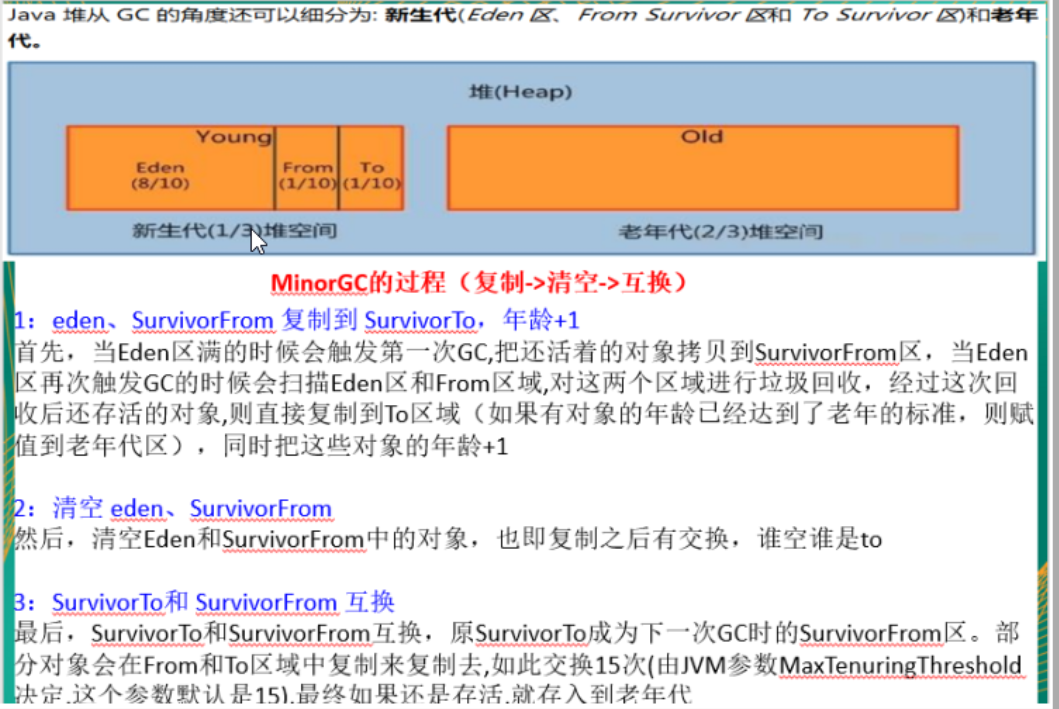 Java 堆从 GC 的角度还可以细分为: 新生代(Eden 区、From Survivor 区和 To Survivor 区)和老年
代。
堆(Heap)
Young
Old
Eden
(8/10)
From
(1/10)
To
(1/10)
新生代(1/3)堆空间
老年代(2/3)堆空间
MinorGC的过程（复制->清空->互换）
1：eden、SurvivorFrom 复制到 SurvivorTo，年龄+1
首先，当Eden区满的时候会触发第一次GC,把还活着的对象拷贝到SurvivorFrom区，当Eden
区再次触发GC的时候会扫描Eden区和From区域,对这两个区域进行垃圾回收，经过这次回
收后还存活的对象,则直接复制到To区域（如果有对象的年龄已经达到了老年的标准，则赋
值到老年代区），同时把这些对象的年龄+1
2：清空 eden、SurvivorFrom
然后，清空Eden和SurvivorFrom中的对象，也即复制之后有交换，谁空谁是to
3：SurvivorTo和 SurvivorFrom 互换
最后，SurvivorTo和SurvivorFrom互换，原SurvivorTo成为下一次GC时的SurvivorFrom区。部
分对象会在From和To区域中复制来复制去,如此交换15次(由JVM参数MaxTenuringThreshold
决定,这个参数默认是15),最终如果还是存活,就存入到老年代